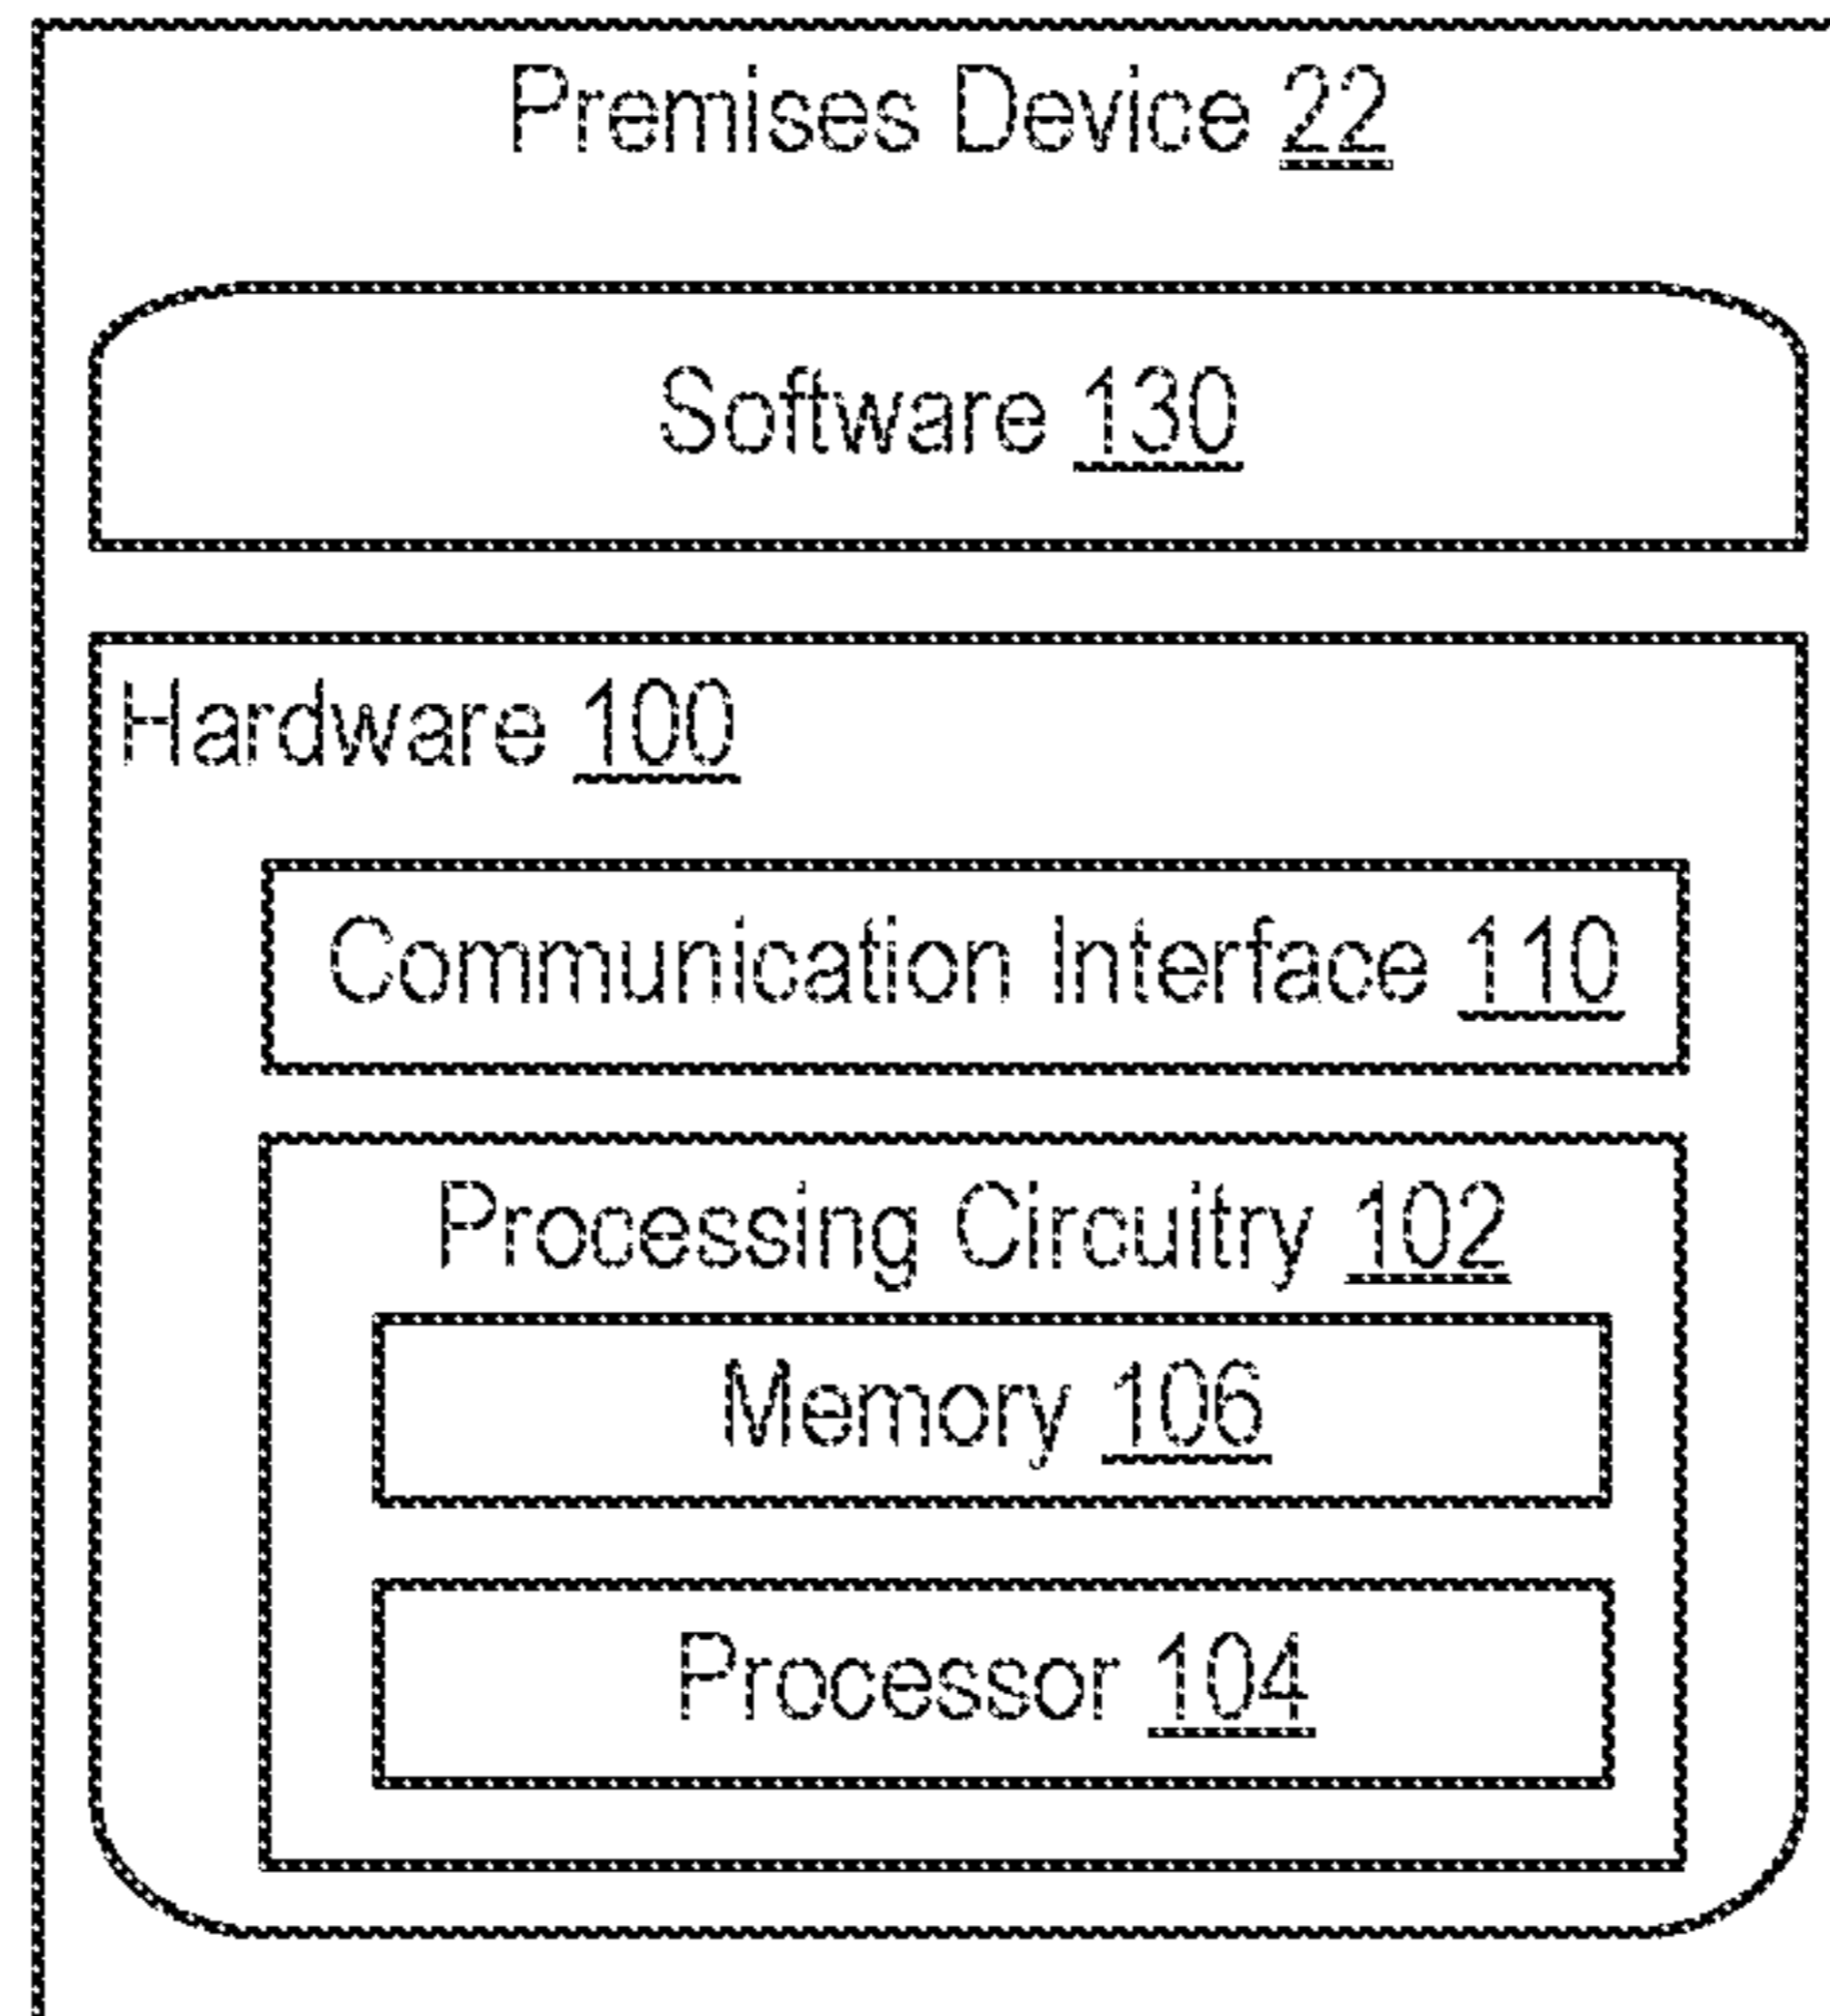 Premises Device 22
Software 130
Hardware 100
Communication Interface 110
Processing Circuitry 102
Memory 106
Processor 104